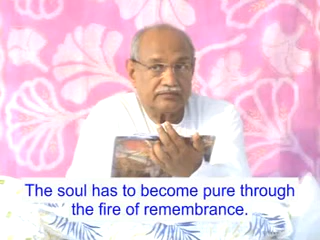 The soul has to become pure through
the fire of remembrance.